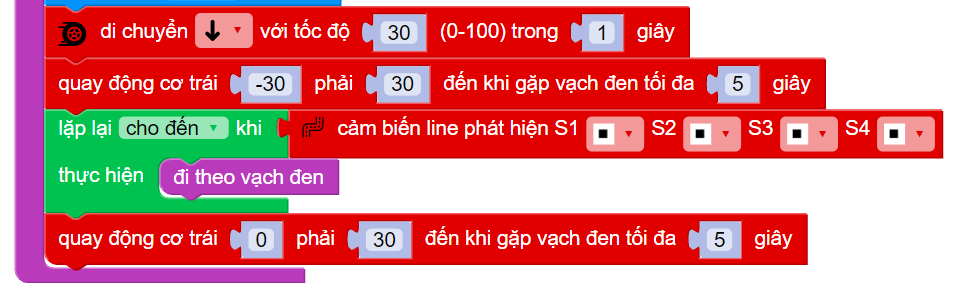 di chuyển với tốc độ 30 (0-100) trong 1 giây
quay động cơ trái -30 phải 30 đến khi gặp vạch đen tối đa 5 giây
lặp lại cho đến khi cảm biến line phát hiện S1 S2 S3 S4
thực hiện đi theo vạch đen
quay động cơ trái 0 phải 30 đến khi gặp vạch đen tối đa 5 giây